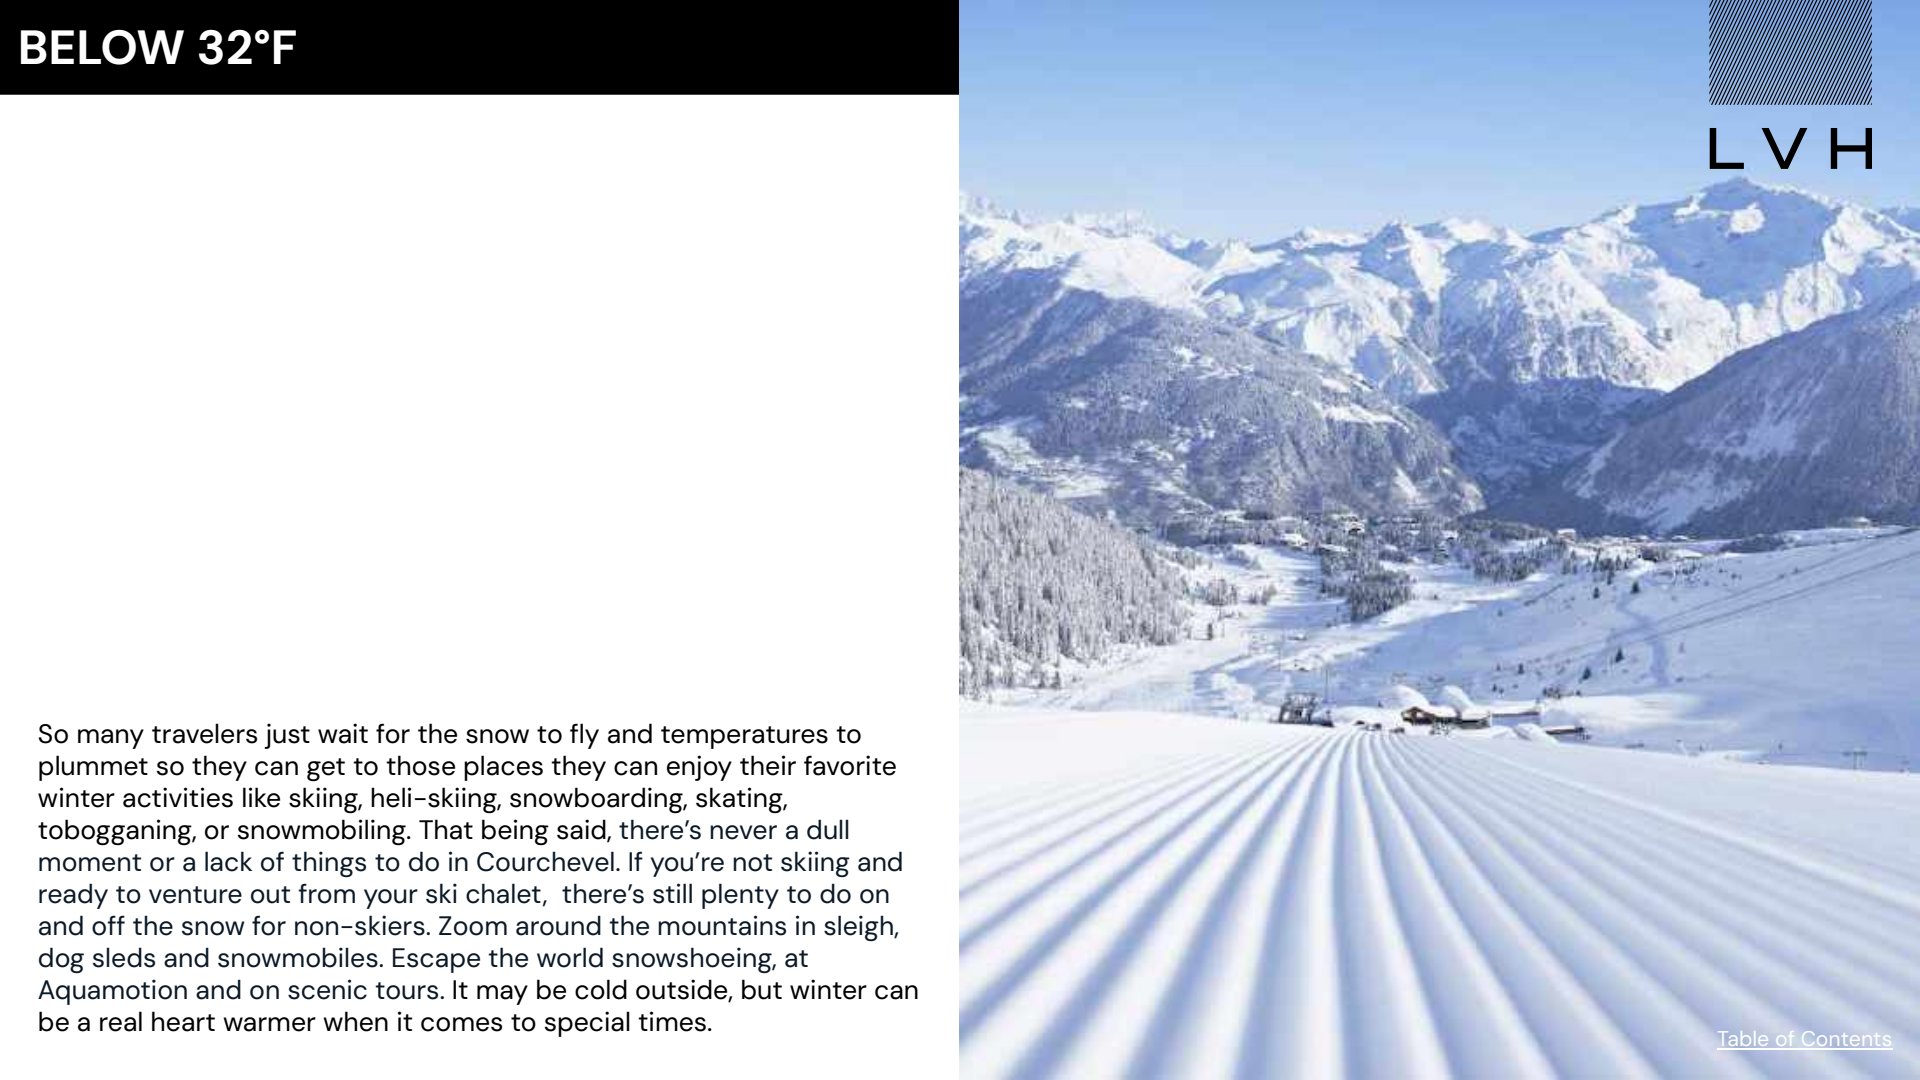 BELOW 32°F
LVH
So many travelers just wait for the snow to fly and temperatures to
plummet so they can get to those places they can enjoy their favorite
winter activities like skiing, heli-skiing, snowboarding, skating,
tobogganing, or snowmobiling. That being said, there’s never a dull
moment or a lack of things to do in Courchevel. If you’re not skiing and
ready to venture out from your ski chalet,  there’s still plenty to do on
and off the snow for non-skiers. Zoom around the mountains in sleigh,
dog sleds and snowmobiles. Escape the world snowshoeing, at
Aquamotion and on scenic tours. It may be cold outside, but winter can
be a real heart warmer when it comes to special times.
Table of Contents